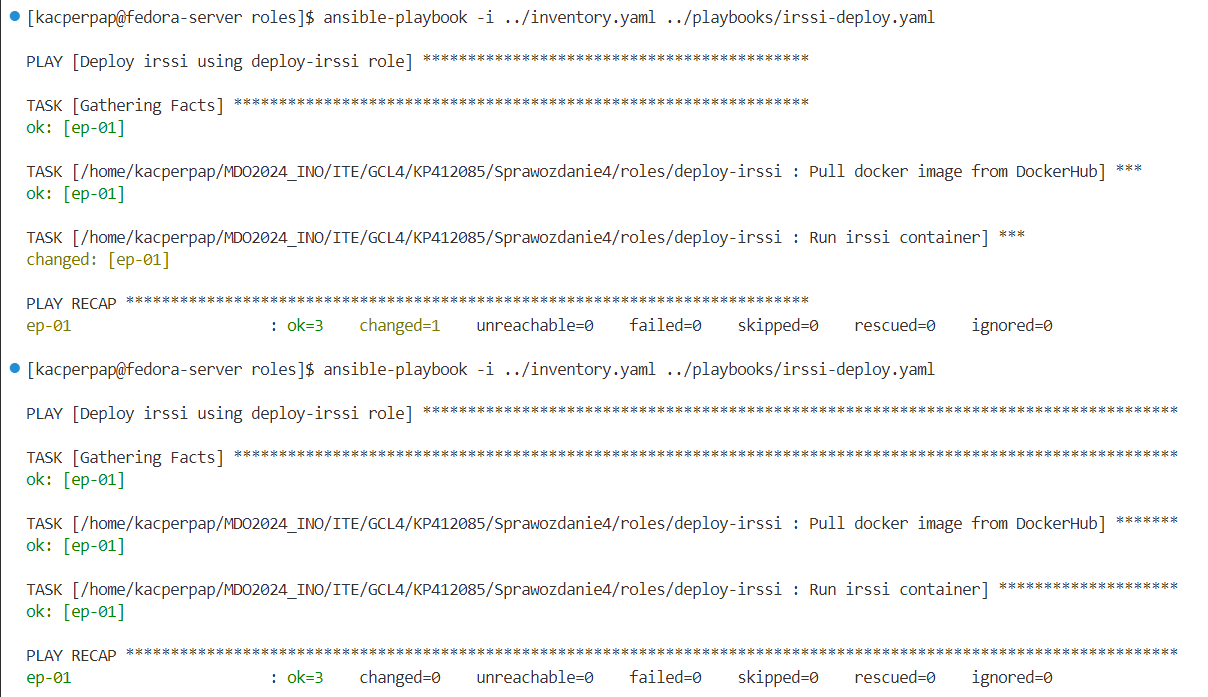 [kacperpap@fedora-server roles]$ ansible-playbook -i ../inventory.yaml ../playbooks/irssi-deploy.yaml
PLAY [Deploy irssi using deploy-irssi role] *******************************************
TASK [Gathering Facts] ****************************************************************
ok: [ep-01]
TASK [/home/kacperpap/MDO2024_INO/ITE/GCL4/KP412085/Sprawozdanie4/roles/deploy-irssi : Pull docker image from DockerHub] ***
ok: [ep-01]
TASK [/home/kacperpap/MDO2024_INO/ITE/GCL4/KP412085/Sprawozdanie4/roles/deploy-irssi : Run irssi container] ***
changed: [ep-01]
PLAY RECAP ****************************************************************************
ep-01                      : ok=3    changed=1    unreachable=0    failed=0    skipped=0    rescued=0    ignored=0
[kacperpap@fedora-server roles]$ ansible-playbook -i ../inventory.yaml ../playbooks/irssi-deploy.yaml
PLAY [Deploy irssi using deploy-irssi role] ************************************************************************************
TASK [Gathering Facts] *********************************************************************************************************
ok: [ep-01]
TASK [/home/kacperpap/MDO2024_INO/ITE/GCL4/KP412085/Sprawozdanie4/roles/deploy-irssi : Pull docker image from DockerHub] *******
ok: [ep-01]
TASK [/home/kacperpap/MDO2024_INO/ITE/GCL4/KP412085/Sprawozdanie4/roles/deploy-irssi : Run irssi container] ********************
ok: [ep-01]
PLAY RECAP *********************************************************************************************************************
ep-01                      : ok=3    changed=0    unreachable=0    failed=0    skipped=0    rescued=0    ignored=0